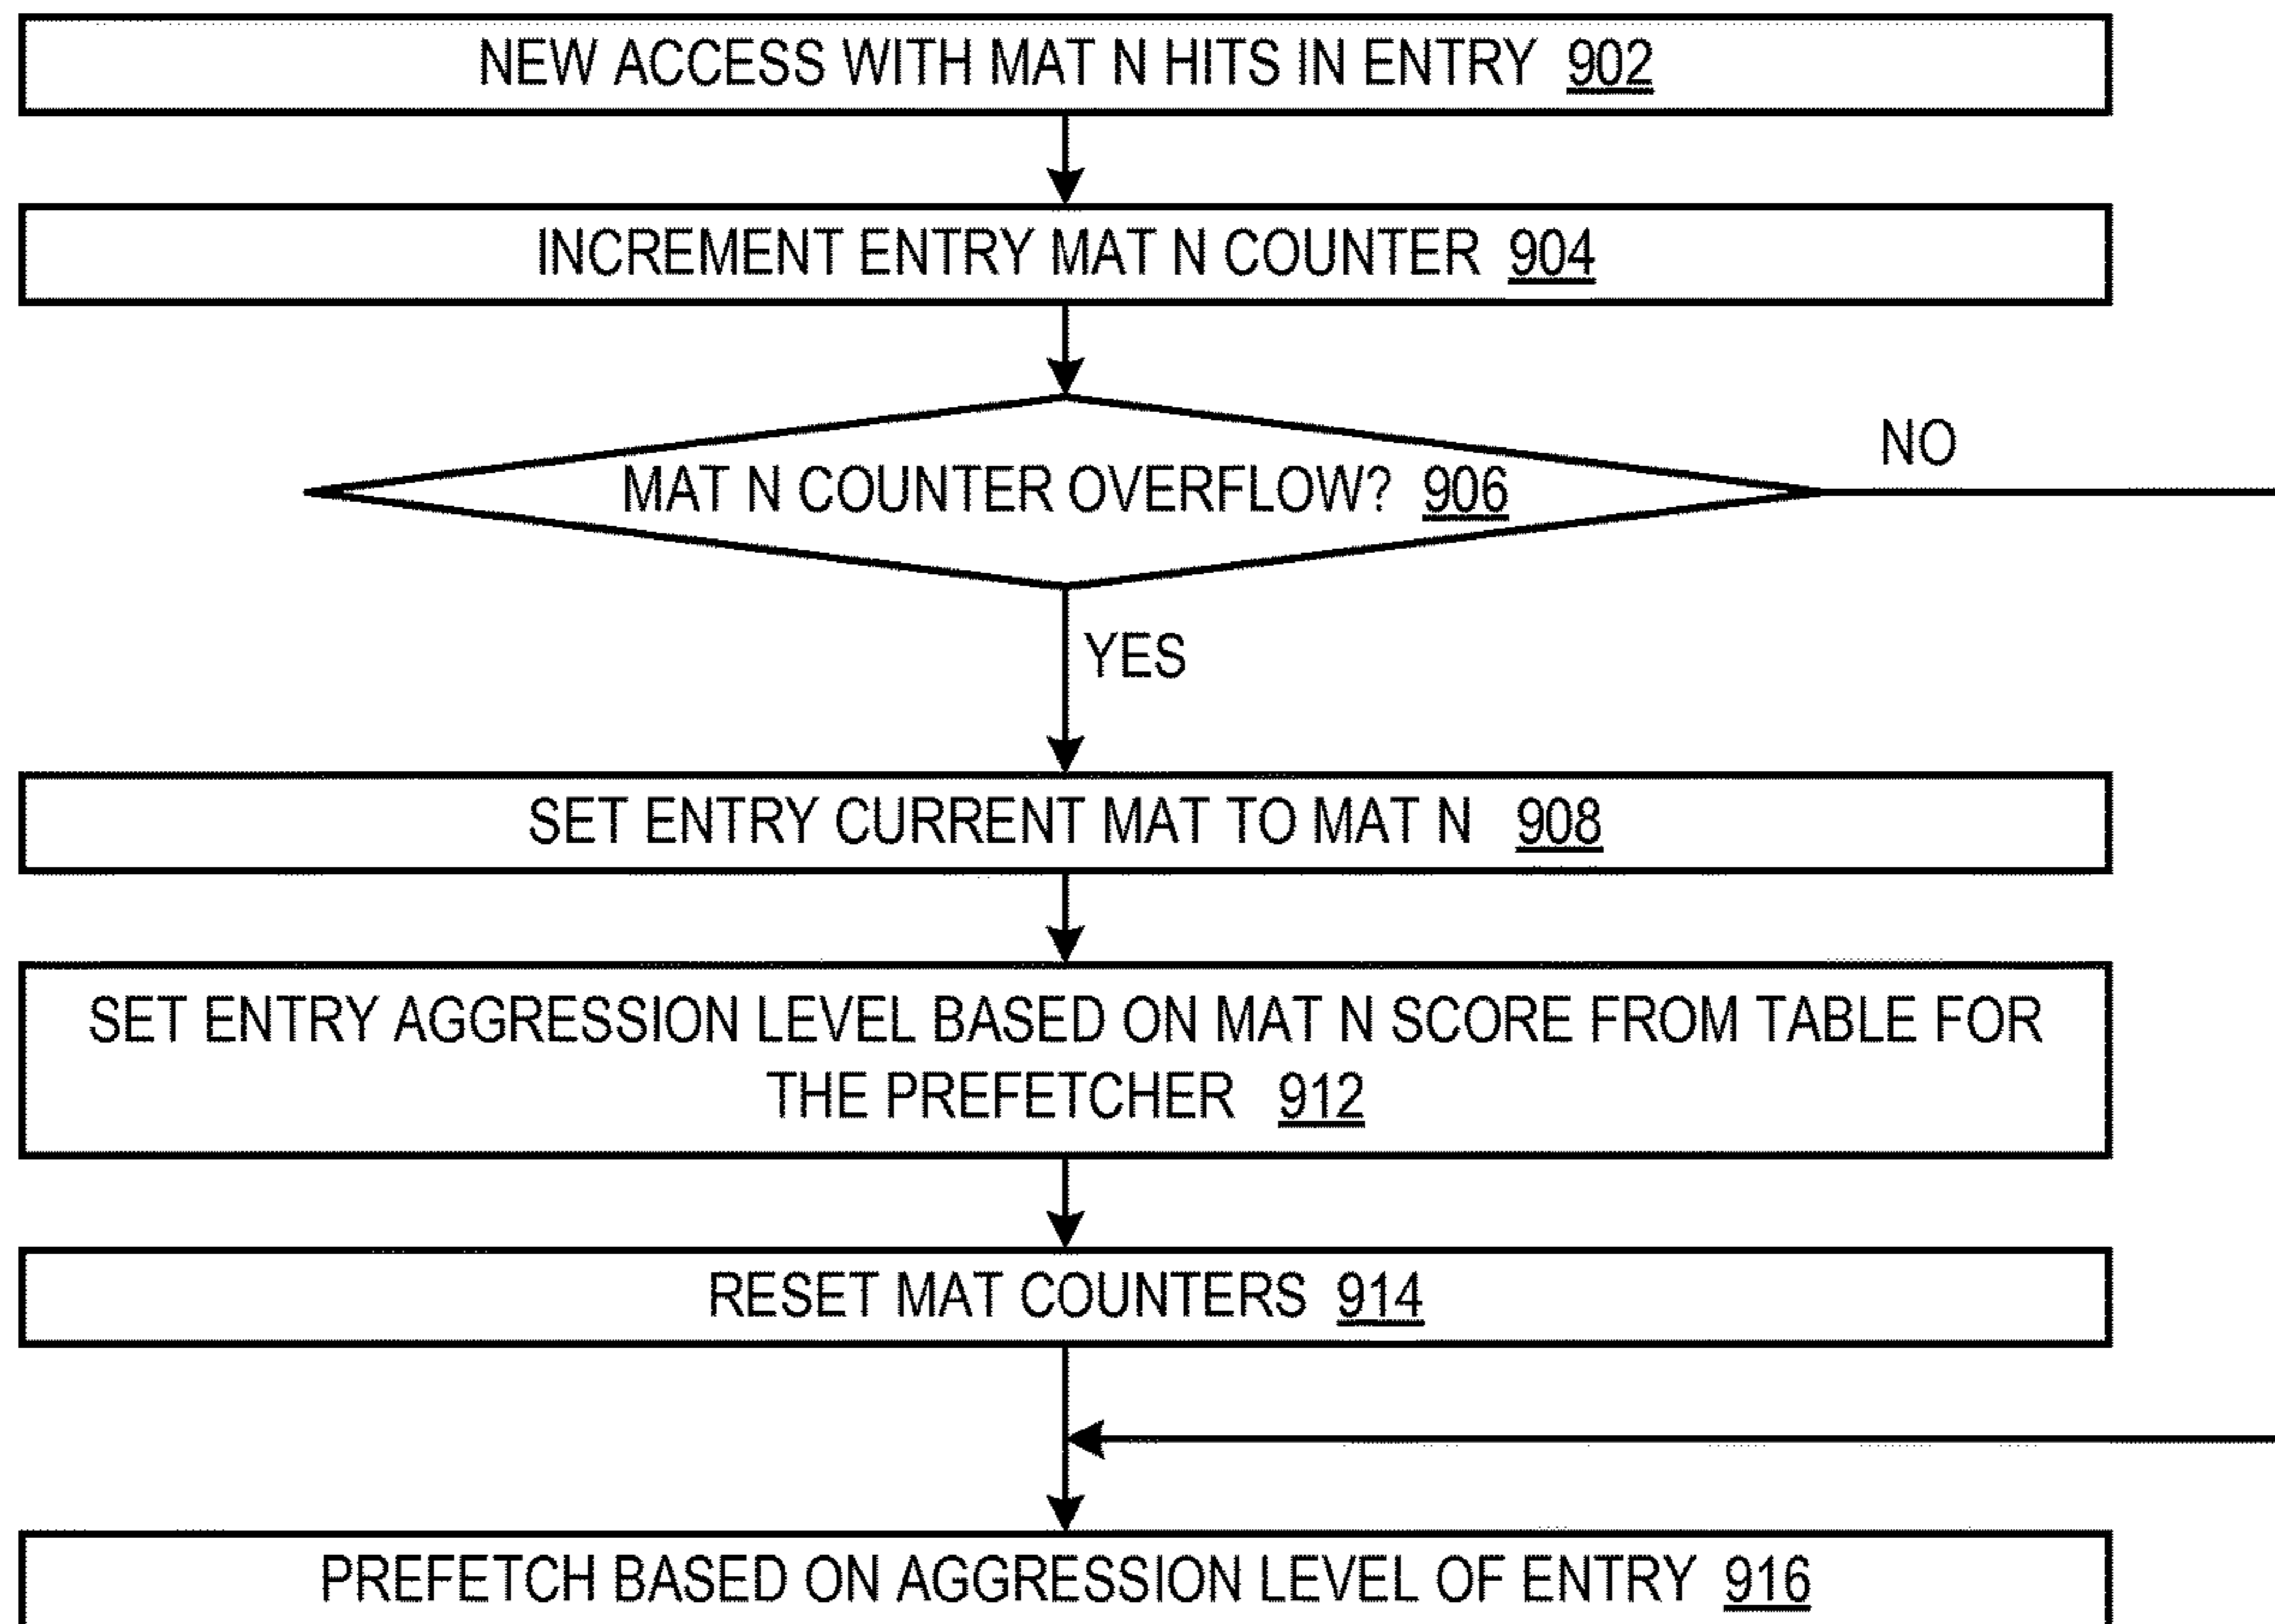 NEW ACCESS WITH MAT N HITS IN ENTRY 902
INCREMENT ENTRY MAT N COUNTER 904
NO
MAT N COUNTER OVERFLOW? 906
YES
SET ENTRY CURRENT MAT TO MAT N 908
SET ENTRY AGGRESSION LEVEL BASED ON MAT N SCORE FROM TABLE FOR
THE PREFETCHER 912
RESET MAT COUNTERS 914
PREFETCH BASED ON AGGRESSION LEVEL OF ENTRY 916